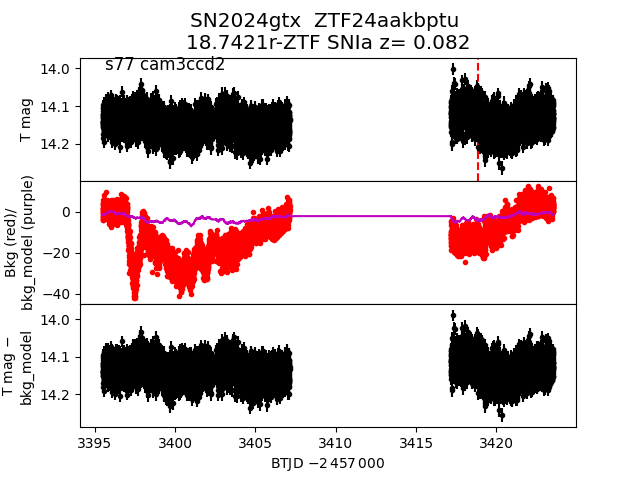 SN2024gtx  ZTF24aakbptu
18.7421r-ZTF SNIa z= 0.082
s77 cam3ccd2
14.0
14.1
14.2
T mag
0
−20
−40
Bkg (red)/
bkg_model (purple)
14.0
14.1
14.2
T mag −
bkg_model
3395 3400 3405 3410 3415 3420
BTJD −2 457 000